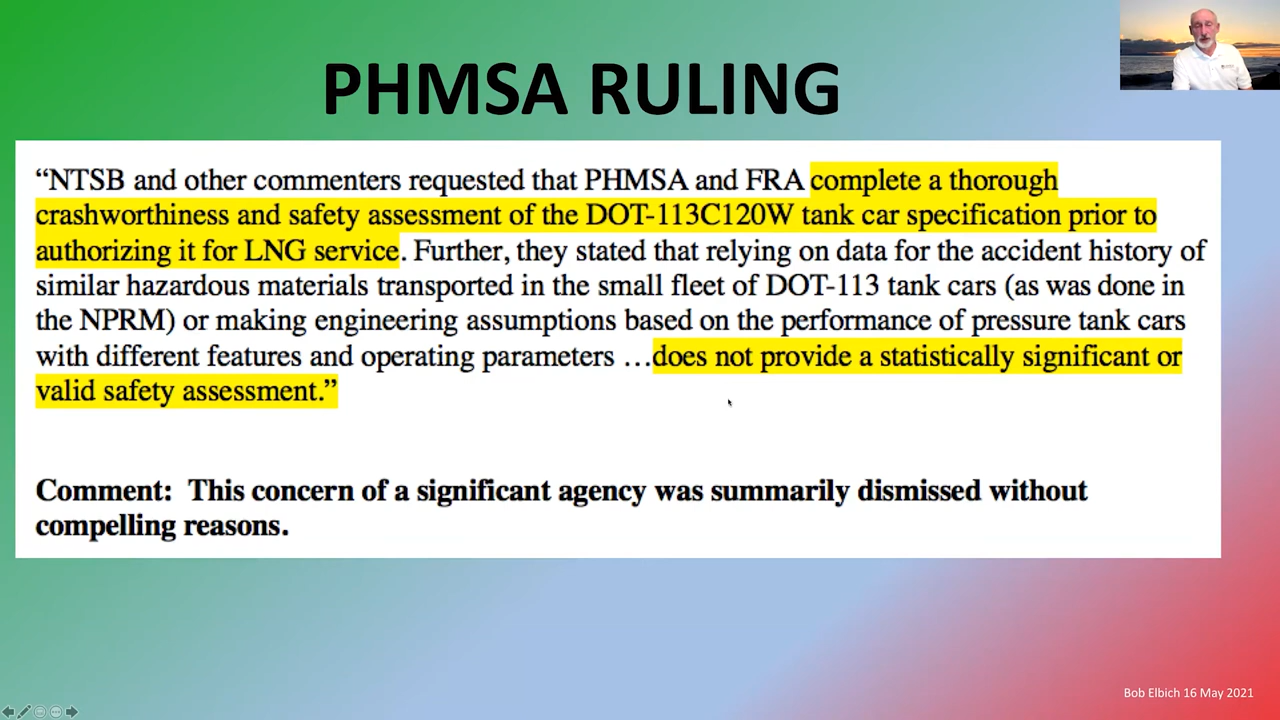 PHMSA RULING
“NTSB and other commenters requested that PHMSA and FRA complete a thorough
crashworthiness and safety assessment of the DOT-113C120W tank car specification prior to
authorizing it for LNG service. Further, they stated that relying on data for the accident history of
similar hazardous materials transported in the small fleet of DOT-113 tank cars (as was done in
the NPRM) or making engineering assumptions based on the performance of pressure tank cars
with different features and operating parameters …does not provide a statistically significant or
valid safety assessment.”
Comment: This concern of a significant agency was summarily dismissed without
compelling reasons.
Bob Elbich 16 May 2021